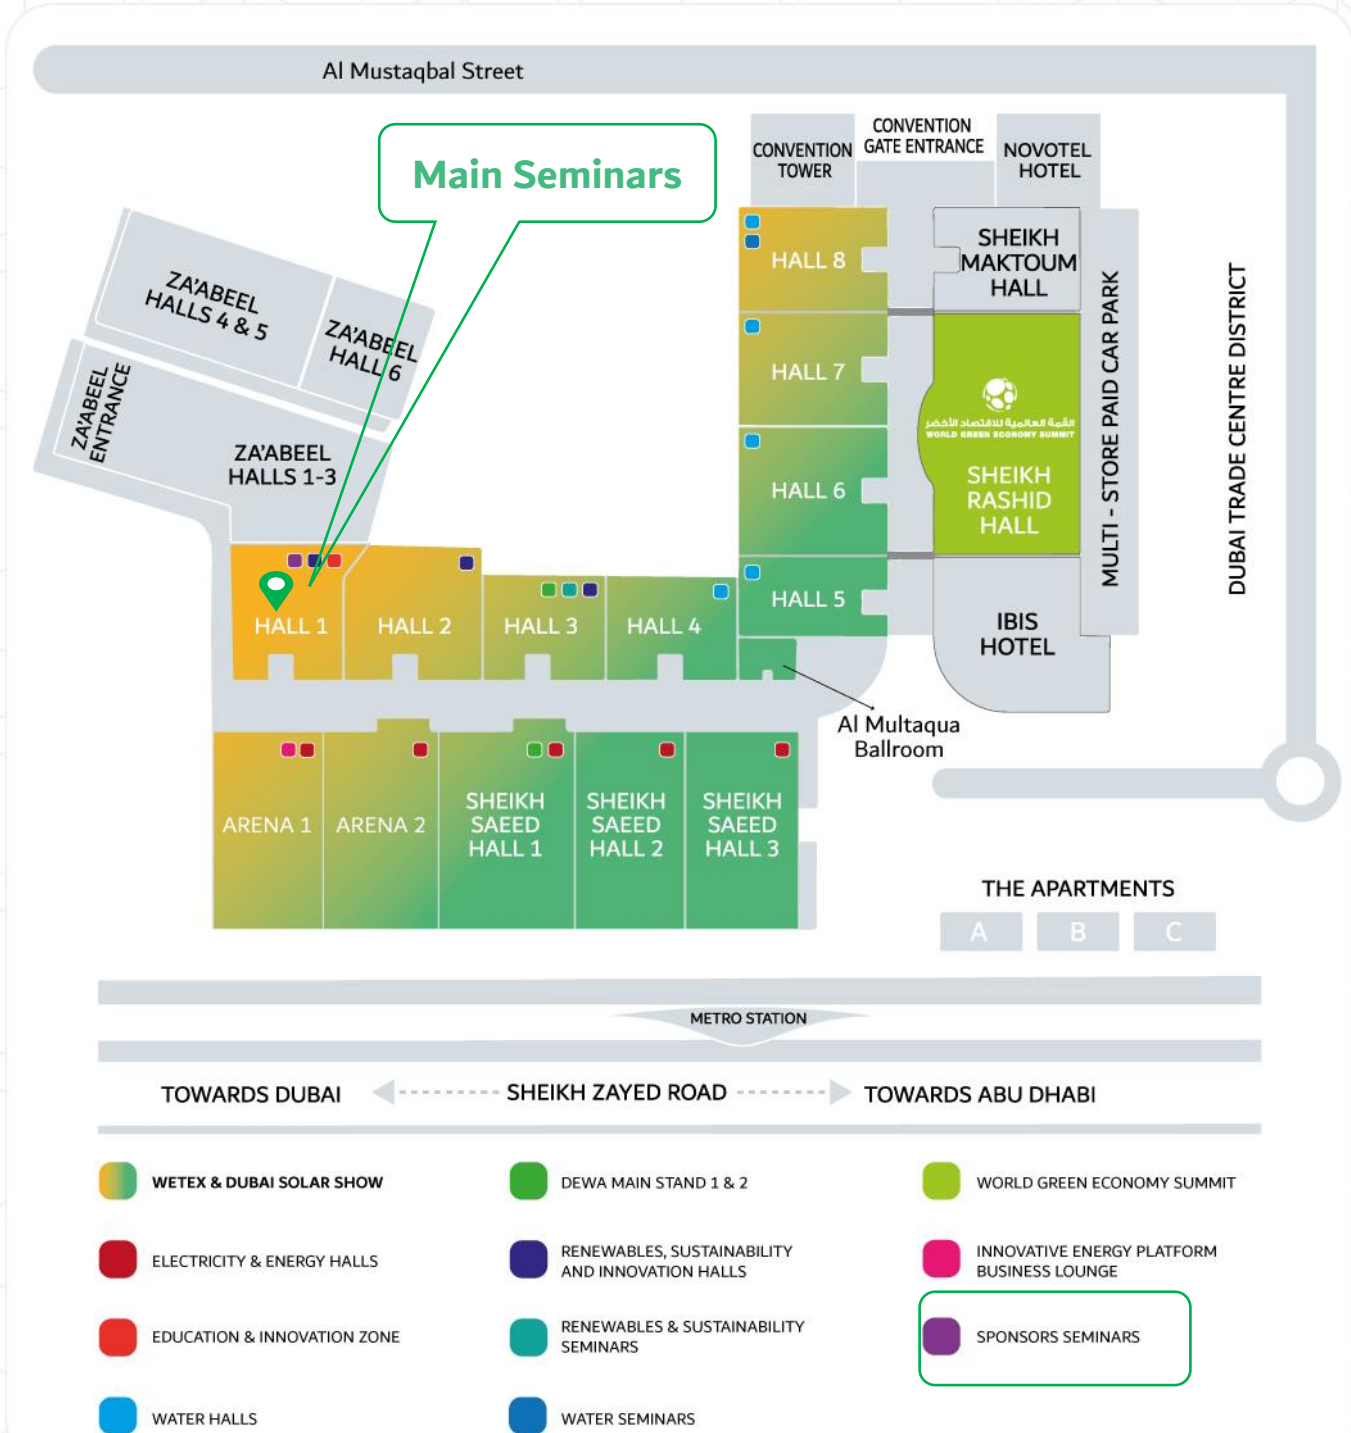 Al Mustaqbal Street
Main Seminars
CONVENTION
TOWER
CONVENTION
GATE ENTRANCE
NOVOTEL
HOTEL
ZA'ABEEL
HALLS 4 & 5
ZA'ABEEL
HALL 6
ZA'ABEEL
ENTRANCE
ZA'ABEEL
HALLS 1-3
HALL 8
HALL 7
HALL 6
HALL 5
SHEIKH
MAKTOUM
HALL
القمة العالمية للاقتصاد الأخضر
WORLD GREEN ECONOMY SUMMIT
SHEIKH
RASHID
HALL
MULTI - STORE PAID CAR PARK
DUBAI TRADE CENTRE DISTRICT
IBIS
HOTEL
HALL 1
HALL 2
HALL 3
HALL 4
Al Multaqua
Ballroom
ARENA 1
ARENA 2
SHEIKH
SAEED
HALL 1
SHEIKH
SAEED
HALL 2
SHEIKH
SAEED
HALL 3
THE APARTMENTS
A
B
C
METRO STATION
TOWARDS DUBAI
SHEIKH ZAYED ROAD
TOWARDS ABU DHABI
WETEX & DUBAI SOLAR SHOW
DEWA MAIN STAND 1 & 2
WORLD GREEN ECONOMY SUMMIT
ELECTRICITY & ENERGY HALLS
RENEWABLES, SUSTAINABILITY
AND INNOVATION HALLS
INNOVATIVE ENERGY PLATFORM
BUSINESS LOUNGE
EDUCATION & INNOVATION ZONE
RENEWABLES & SUSTAINABILITY
SEMINARS
SPONSORS SEMINARS
WATER HALLS
WATER SEMINARS